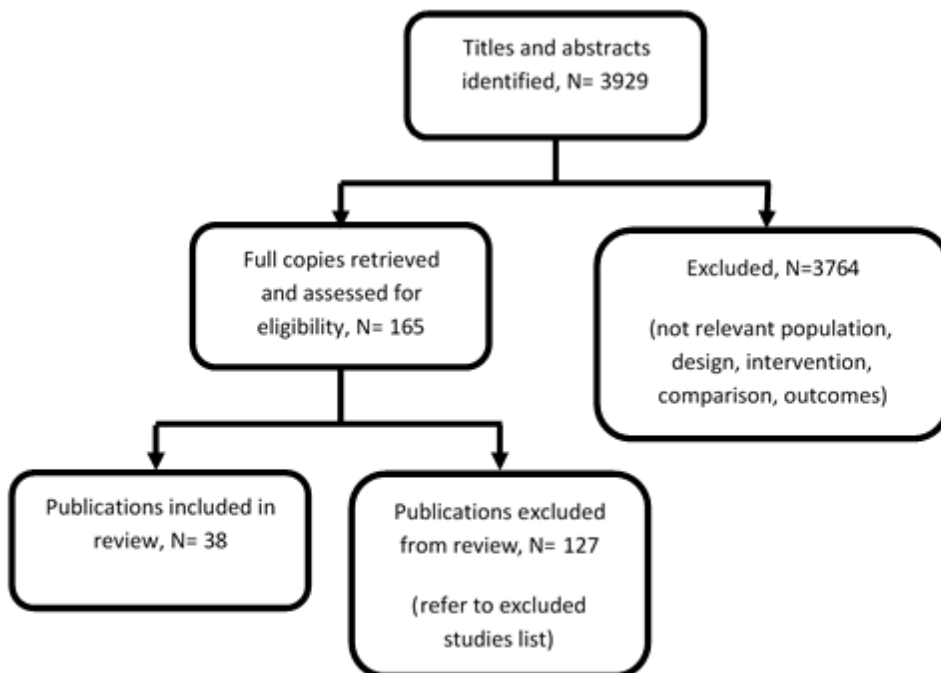 Titles and abstracts
identified, N= 3929
Full copies retrieved
and assessed for
eligibility, N= 165
Excluded, N=3764
(not relevant population,
design, intervention,
comparison, outcomes)
Publications included in
review, N= 38
Publications excluded
from review, N= 127
(refer to excluded
studies list)